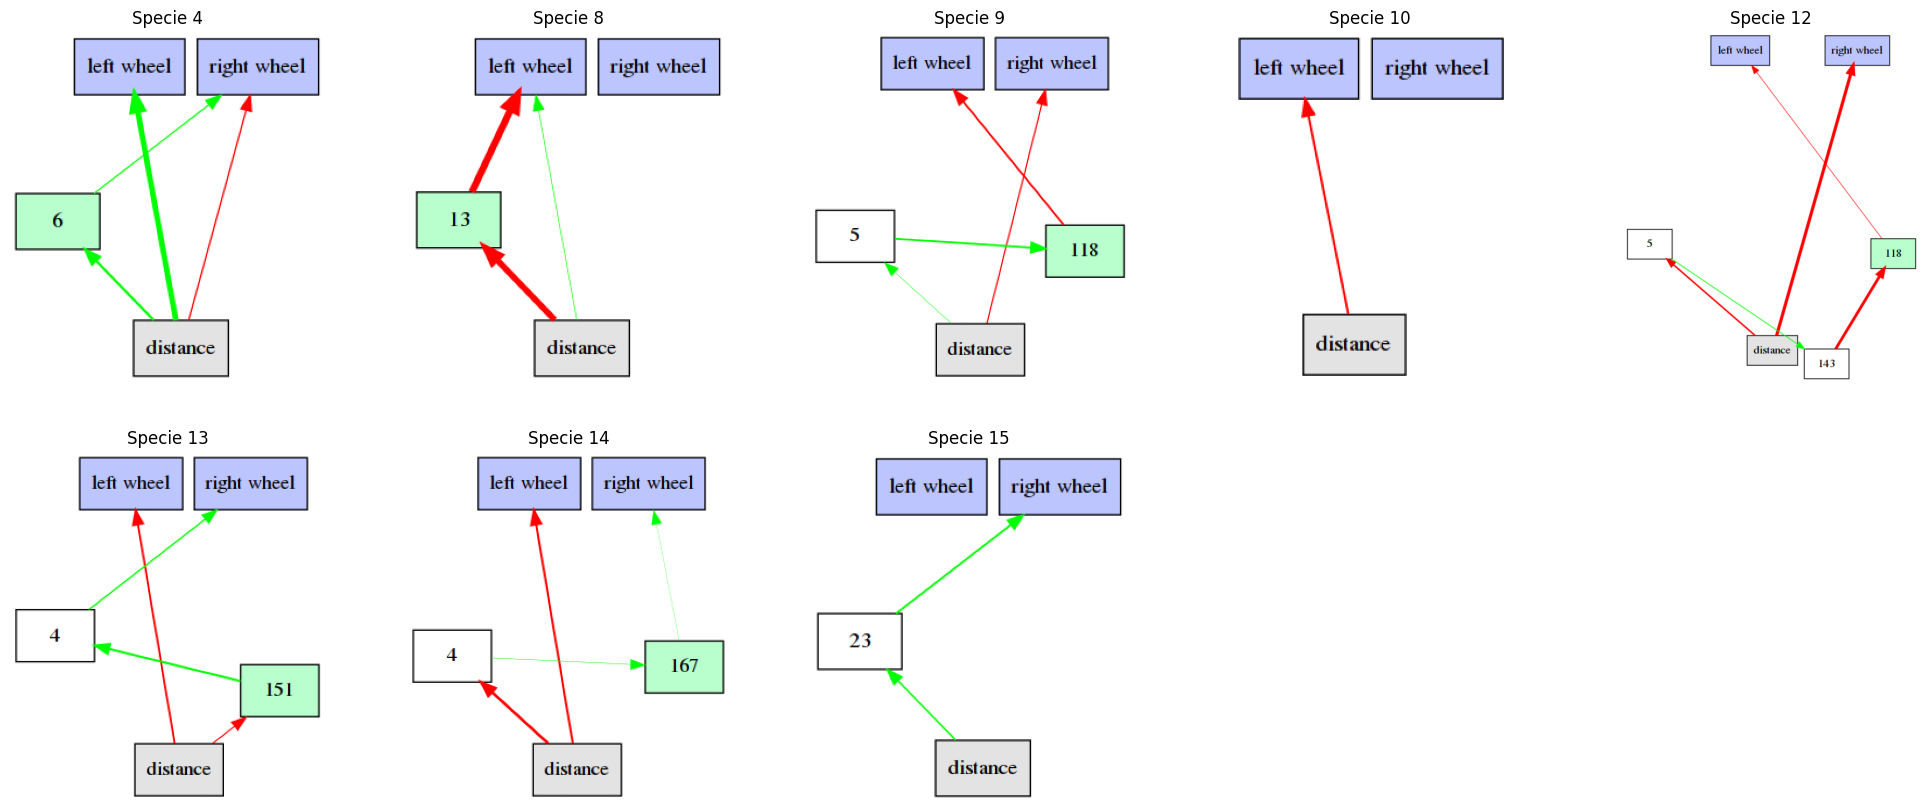 Specie 4
left wheel
right wheel
6
distance
Specie 8
left wheel
right wheel
13
distance
Specie 9
left wheel
right wheel
5
118
distance
Specie 10
left wheel
right wheel
distance
Specie 12
left wheel
right wheel
5
118
distance
143
Specie 13
left wheel
right wheel
4
151
distance
Specie 14
left wheel
right wheel
4
167
distance
Specie 15
left wheel
right wheel
23
distance